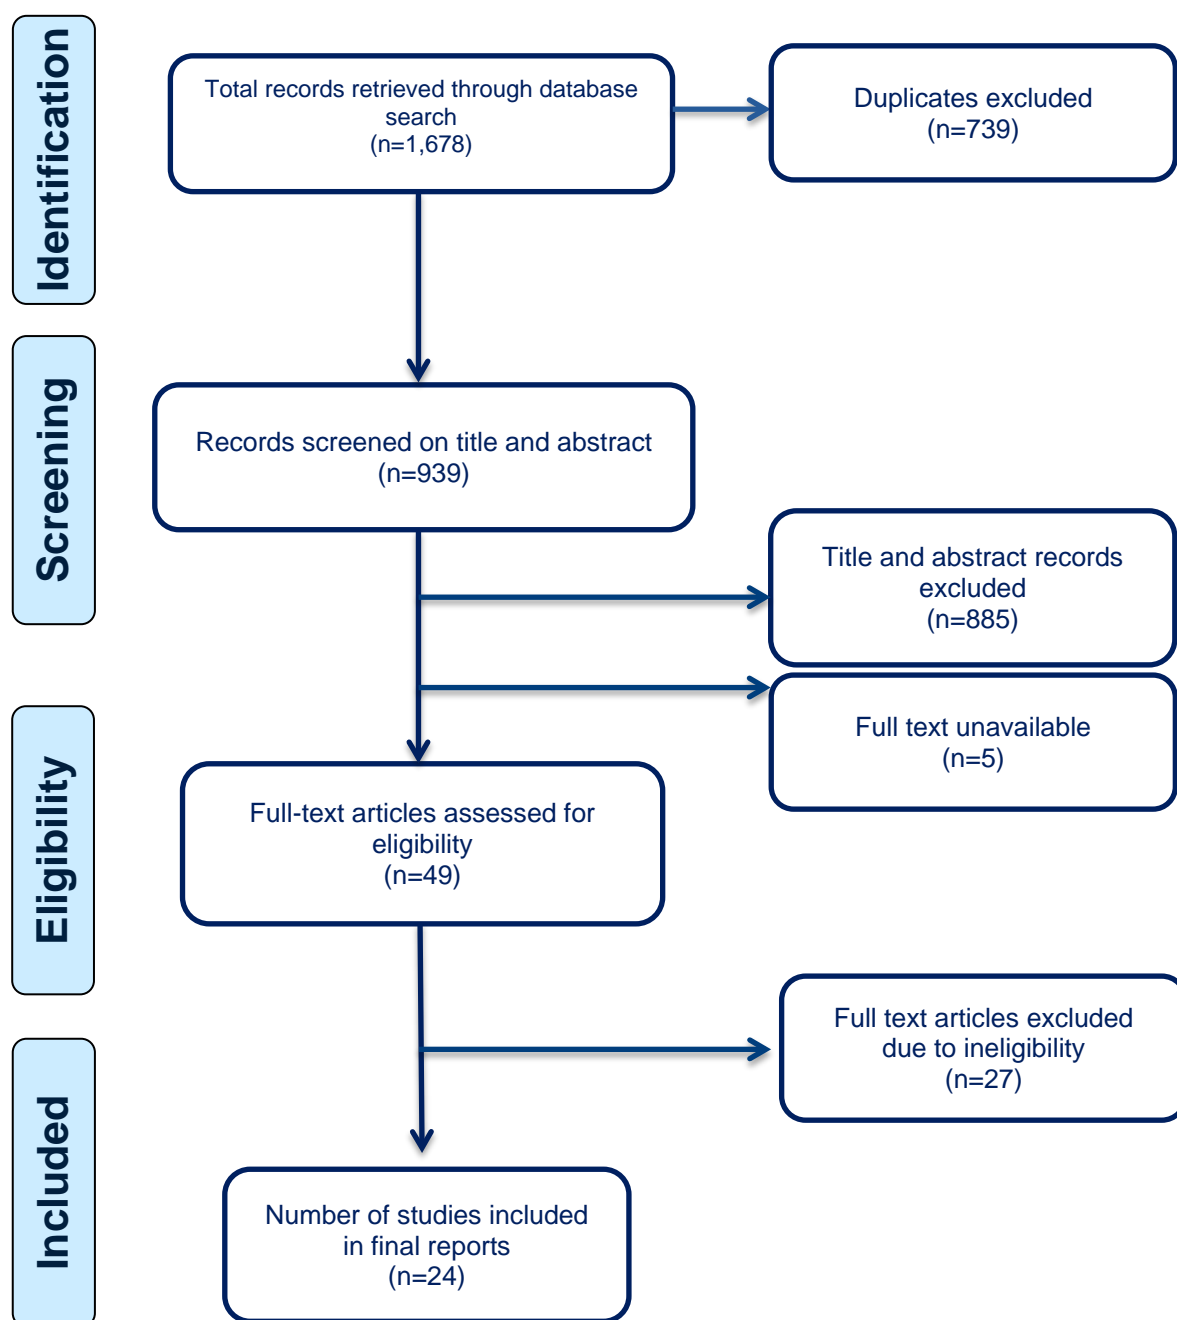 Identification
Total records retrieved through database
search
(n=1,678)
Duplicates excluded
(n=739)
Screening
Records screened on title and abstract
(n=939)
Title and abstract records
excluded
(n=885)
Full text unavailable
(n=5)
Eligibility
Full-text articles assessed for
eligibility
(n=49)
Full text articles excluded
due to ineligibility
(n=27)
Included
Number of studies included
in final reports
(n=24)